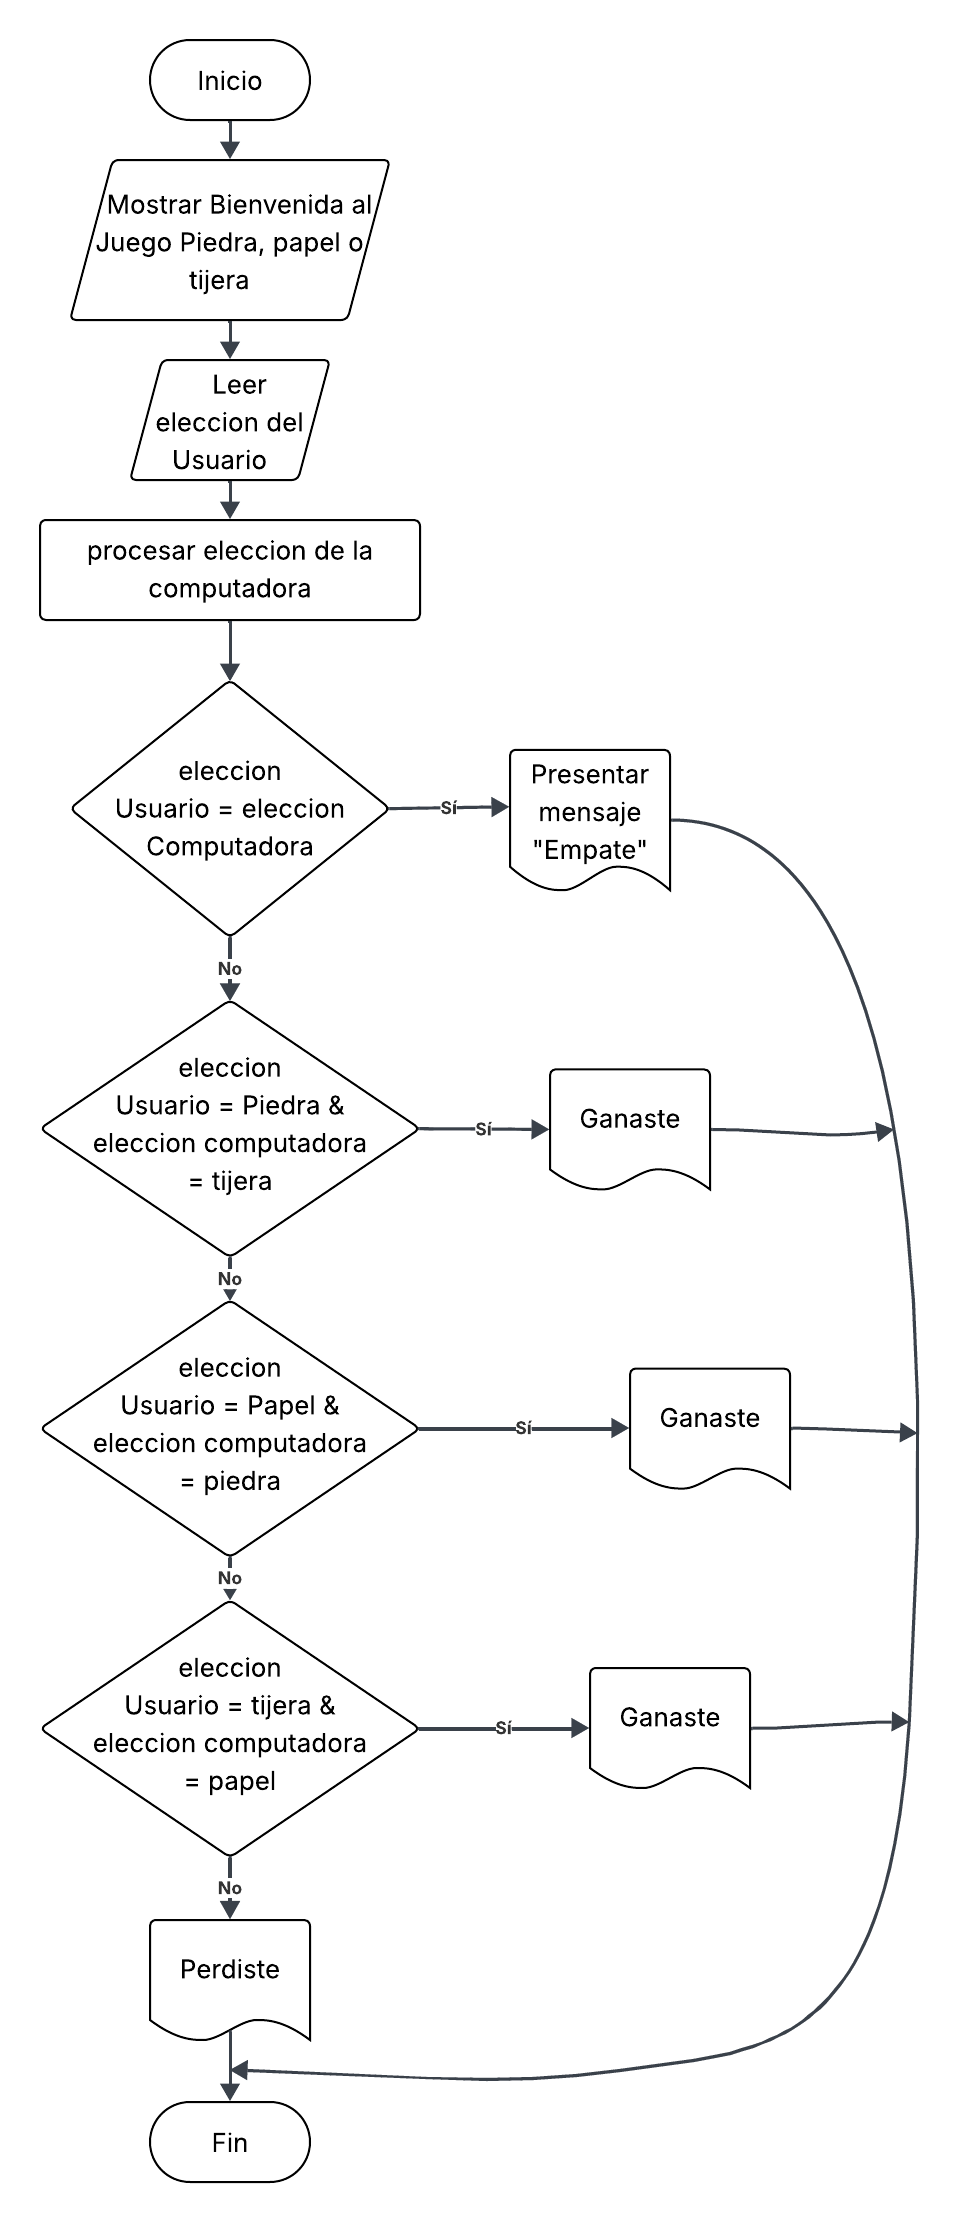 Inicio
Mostrar Bienvenida al
Juego Piedra, papel o
tijera
Leer
eleccion del
Usuario
procesar eleccion de la
computadora
eleccion
Usuario = eleccion
Computadora
Sí
Presentar
mensaje
"Empate"
No
eleccion
Usuario = Piedra &
eleccion computadora
= tijera
Sí
Ganaste
No
eleccion
Usuario = Papel &
eleccion computadora
= piedra
Sí
Ganaste
No
eleccion
Usuario = tijera &
eleccion computadora
= papel
Sí
Ganaste
No
Perdiste
Fin